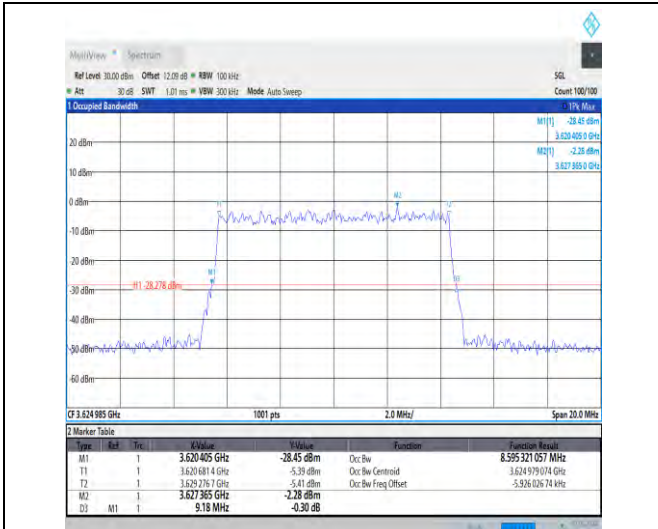 MultiView Spectrum
Ref Level 30.00 dBm Offset 12.09 dB RBW 100 kHz SGL
Att 30 dB SWT 1.01 ms VBW 300 kHz Mode Auto Sweep Count 100/100
1 Occupied Bandwidth 1Pk Max
M1[1] -28.45 dBm
3.620 405 0 GHz
20 dBm
M2[1] -2.28 dBm
3.627 365 0 GHz
10 dBm
0 dBm
M2
T1 T2
-10 dBm
-20 dBm
M1
H1 -28.278 dBm
D3
-30 dBm
-40 dBm
-50 dBm
-60 dBm
CF 3.624 985 GHz 1001 pts 2.0 MHz/ Span 20.0 MHz
2 Marker Table
Type Ref Trc X-Value Y-Value Function Function Result
M1 1 3.620 405 GHz -28.45 dBm Occ Bw 8.595 321 057 MHz
T1 1 3.620 681 4 GHz -5.39 dBm Occ Bw Centroid 3.624 979 074 GHz
T2 1 3.629 276 7 GHz -5.41 dBm Occ Bw Freq Offset -5.926 026 74 kHz
M2 1 3.627 365 GHz -2.28 dBm
D3 M1 1 9.18 MHz -0.30 dB